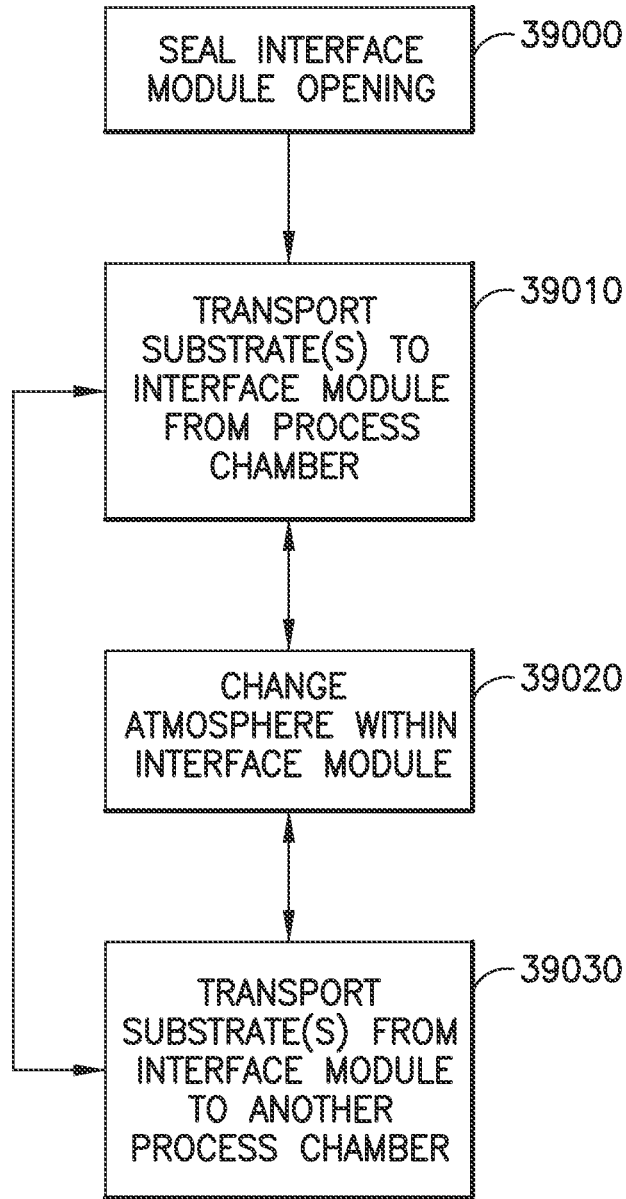 SEAL INTERFACE
MODULE OPENING
39000
TRANSPORT
SUBSTRATE(S) TO
INTERFACE MODULE
FROM PROCESS
CHAMBER
39010
CHANGE
ATMOSPHERE WITHIN
INTERFACE MODULE
39020
TRANSPORT
SUBSTRATE(S) FROM
INTERFACE MODULE
TO ANOTHER
PROCESS CHAMBER
39030